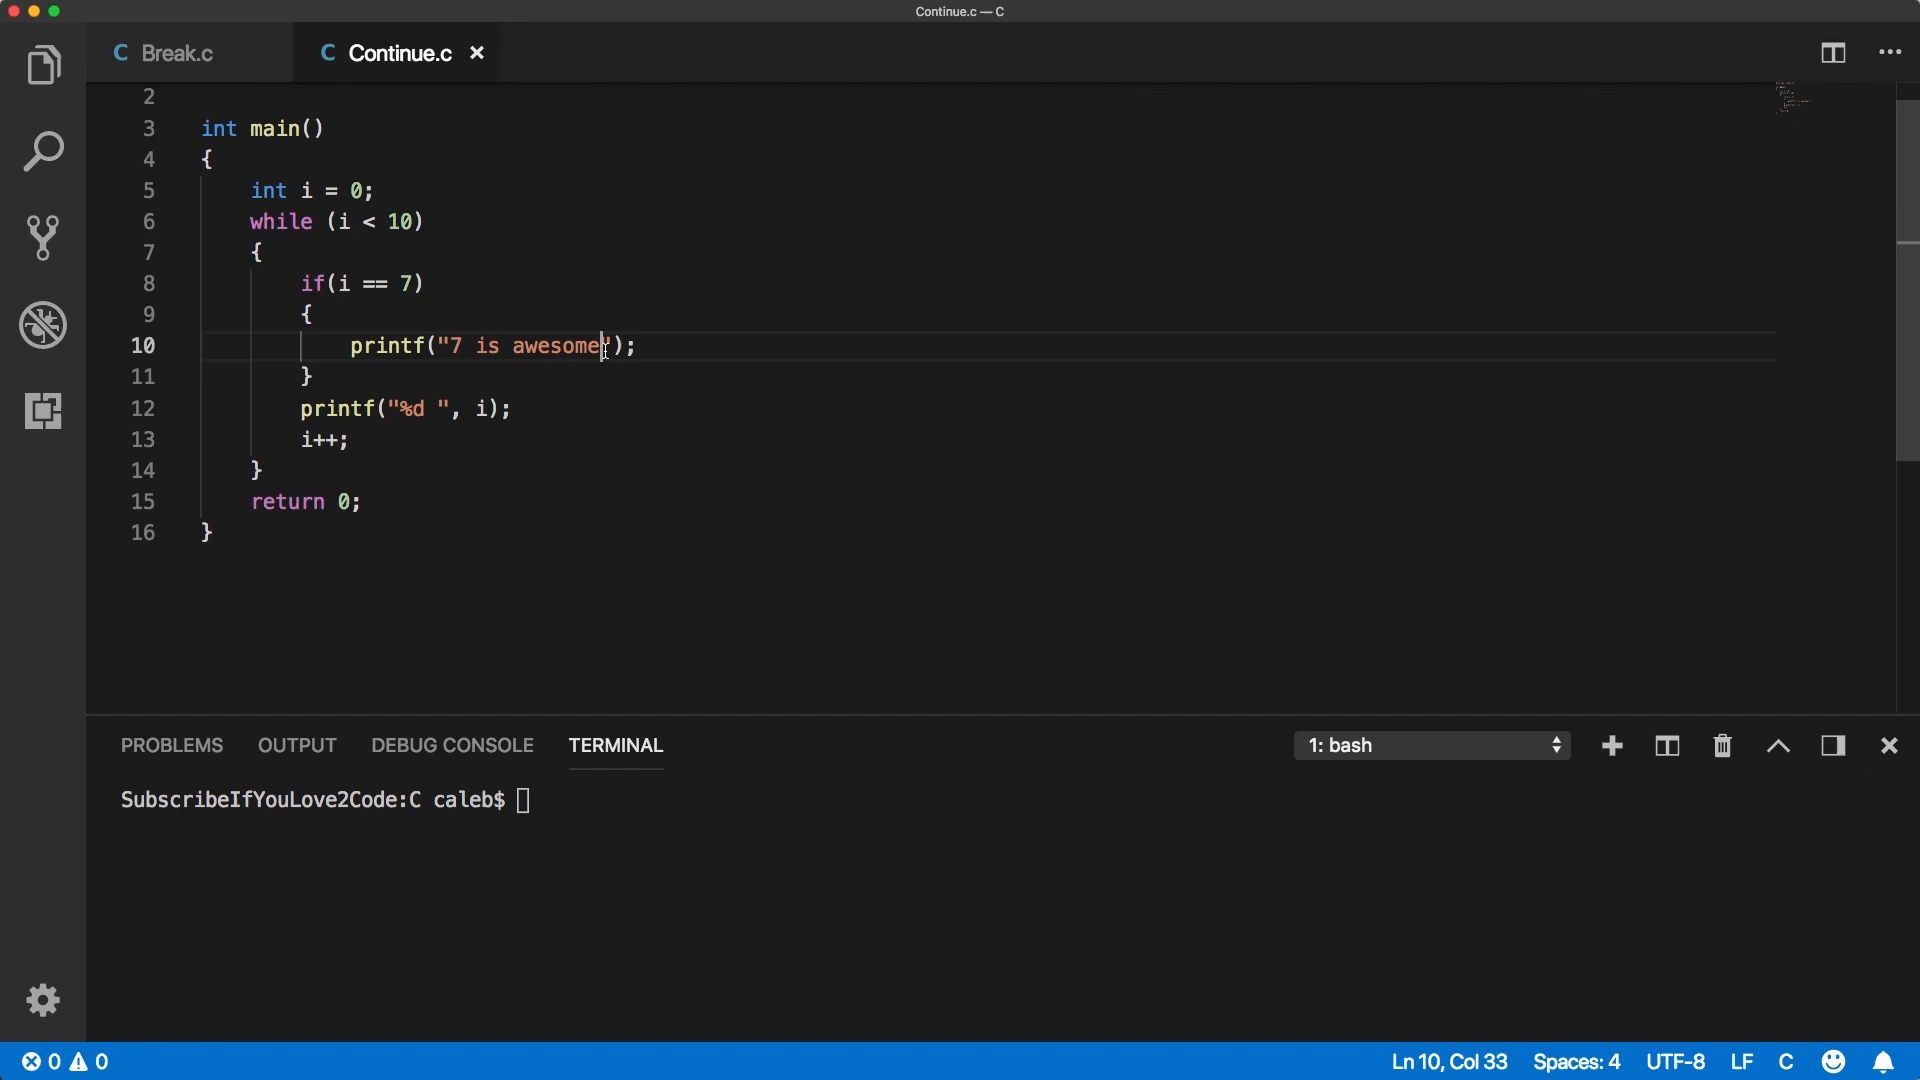 Continue.c — C
C Break.c
C Continue.c
2
3 int main()
4 {
5 int i = 0;
6 while (i < 10)
7 {
8 if(i == 7)
9 {
10 printf("7 is awesome");
11 }
12 printf("%d ", i);
13 i++;
14 }
15 return 0;
16 }
PROBLEMS OUTPUT DEBUG CONSOLE TERMINAL 1: bash
SubscribeIfYouLove2Code:C caleb$
0 0 Ln 10, Col 33 Spaces: 4 UTF-8 LF C